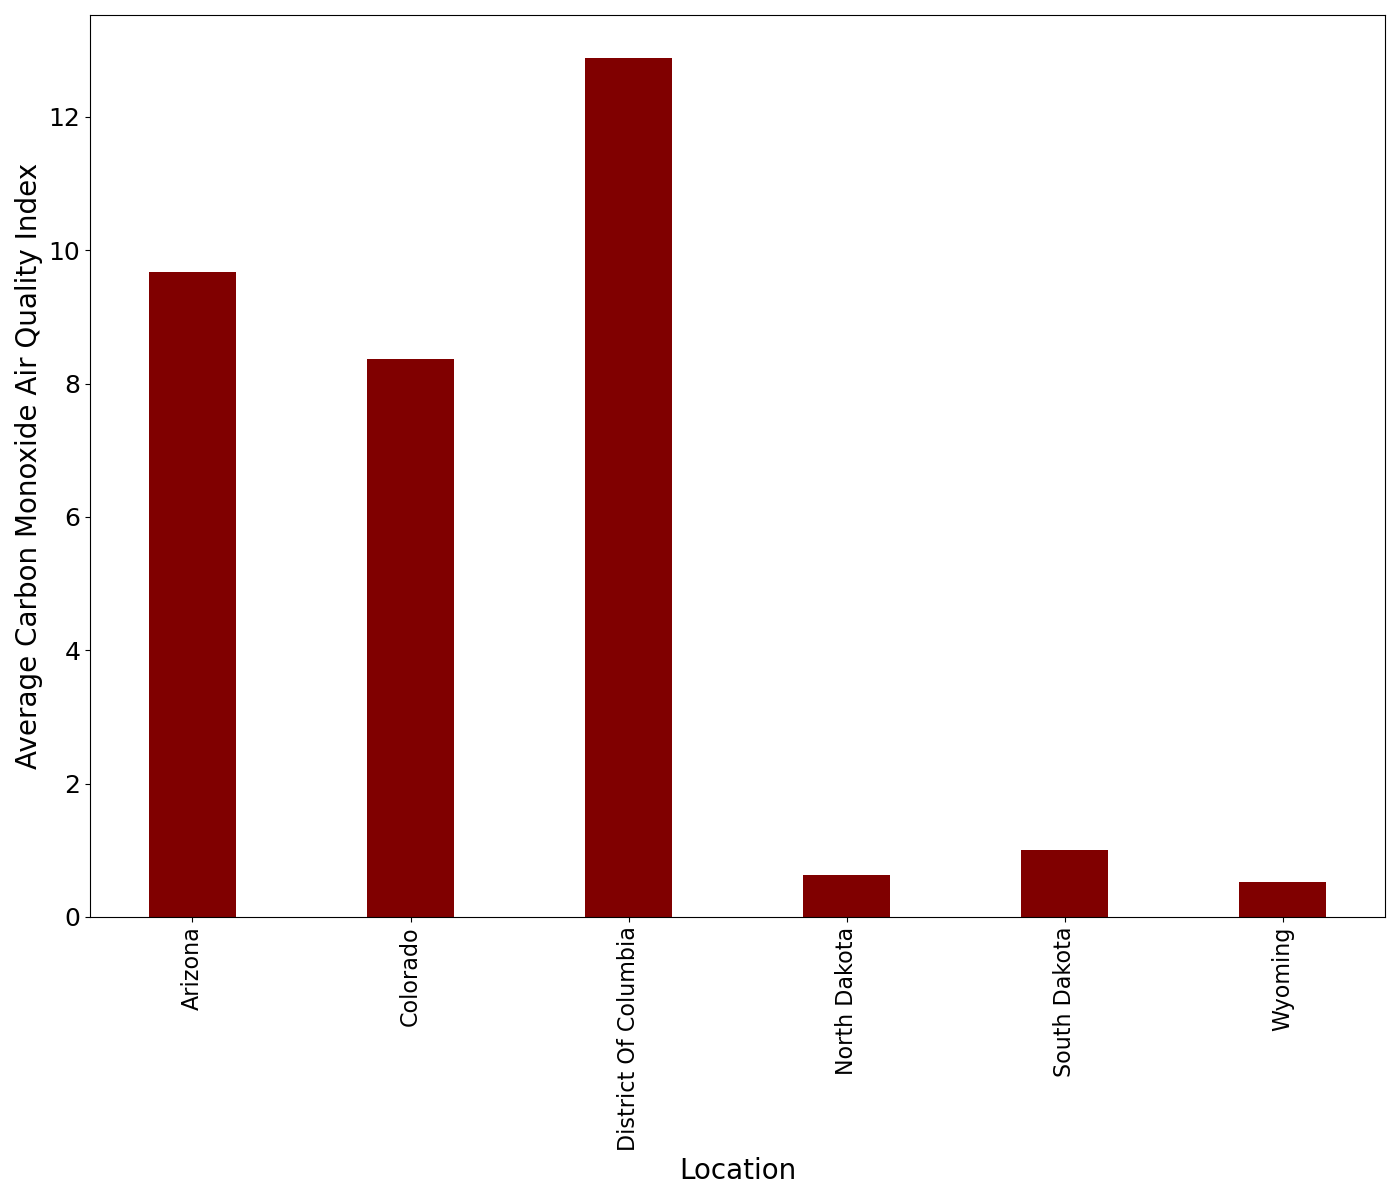 Average Carbon Monoxide Air Quality Index
12
10
8
6
4
2
0
Arizona
Colorado
District Of Columbia
North Dakota
South Dakota
Wyoming
Location